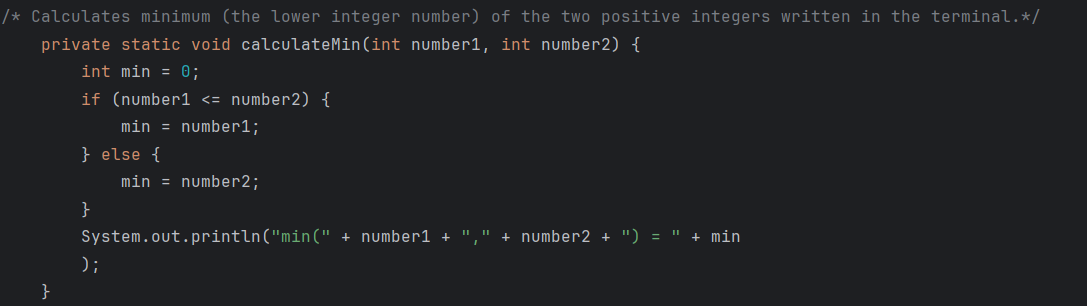 /* Calculates minimum (the lower integer number) of the two positive integers written in the terminal.*/
    private static void calculateMin(int number1, int number2) {
        int min = 0;
        if (number1 <= number2) {
            min = number1;
        } else {
            min = number2;
        }
        System.out.println("min(" + number1 + "," + number2 + ") = " + min
        );
    }